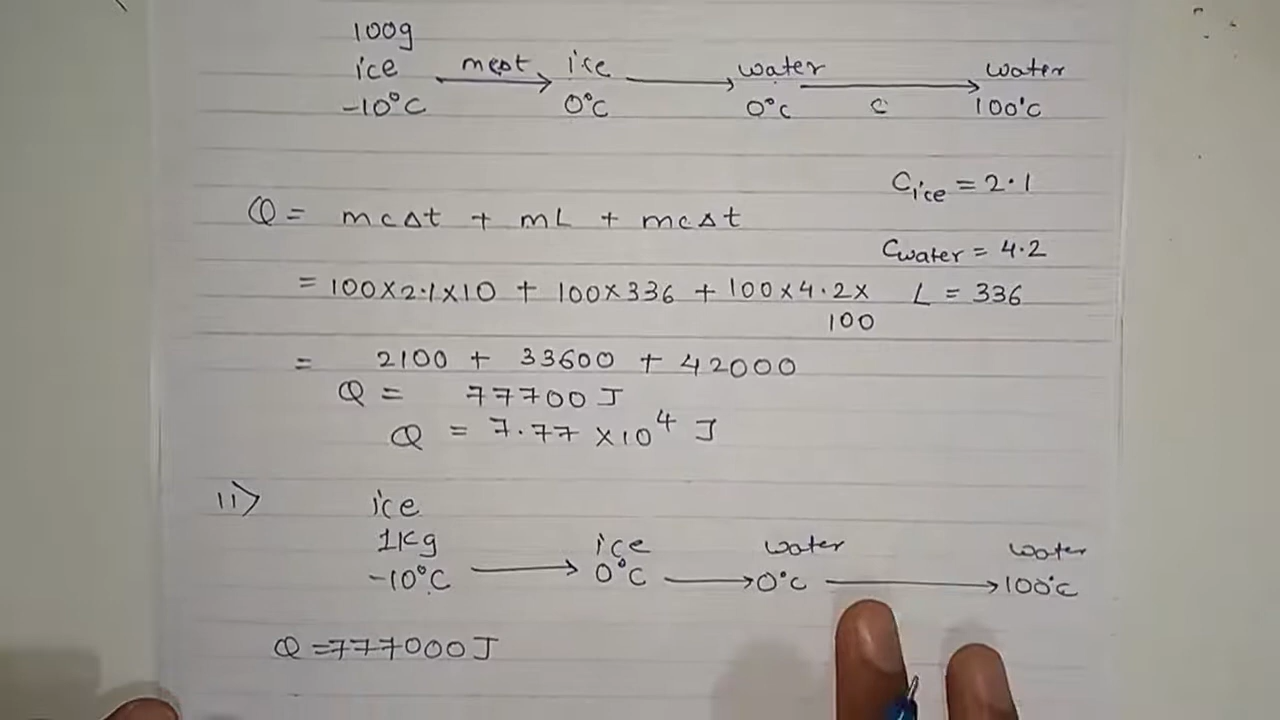 100g
ice mcΔt ice water water
-10°C 0°C 0°C c 100°C
Cice = 2.1
Q = mcΔt + mL + mcΔt
Cwater = 4.2
= 100×2.1×10 + 100×336 + 100×4.2× L = 336
100
= 2100 + 33600 + 42000
Q = 77700 J
Q = 7.77 ×10⁴ J
11> ice
1Kg ice water water
-10°C 0°C 0°C 100°C
Q =777000J